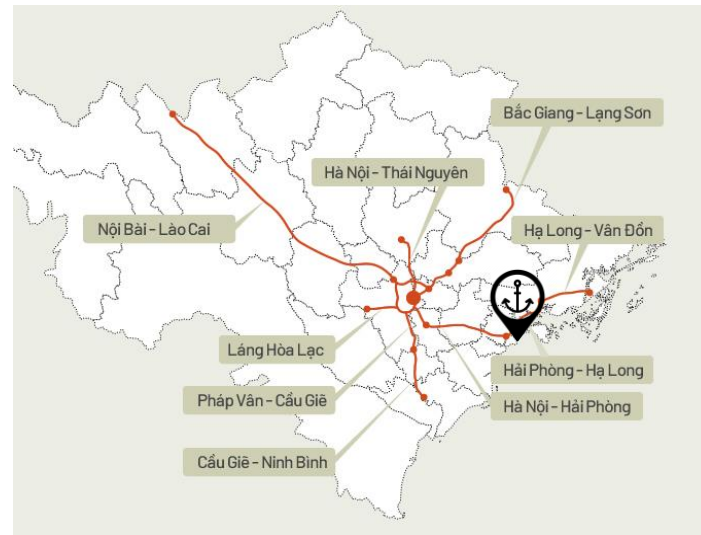 Bắc Giang - Lạng Sơn
Hà Nội - Thái Nguyên
Nội Bài - Lào Cai
Hạ Long - Vân Đồn
Láng Hòa Lạc
Hải Phòng - Hạ Long
Pháp Vân - Cầu Giẽ
Hà Nội - Hải Phòng
Cầu Giẽ - Ninh Bình